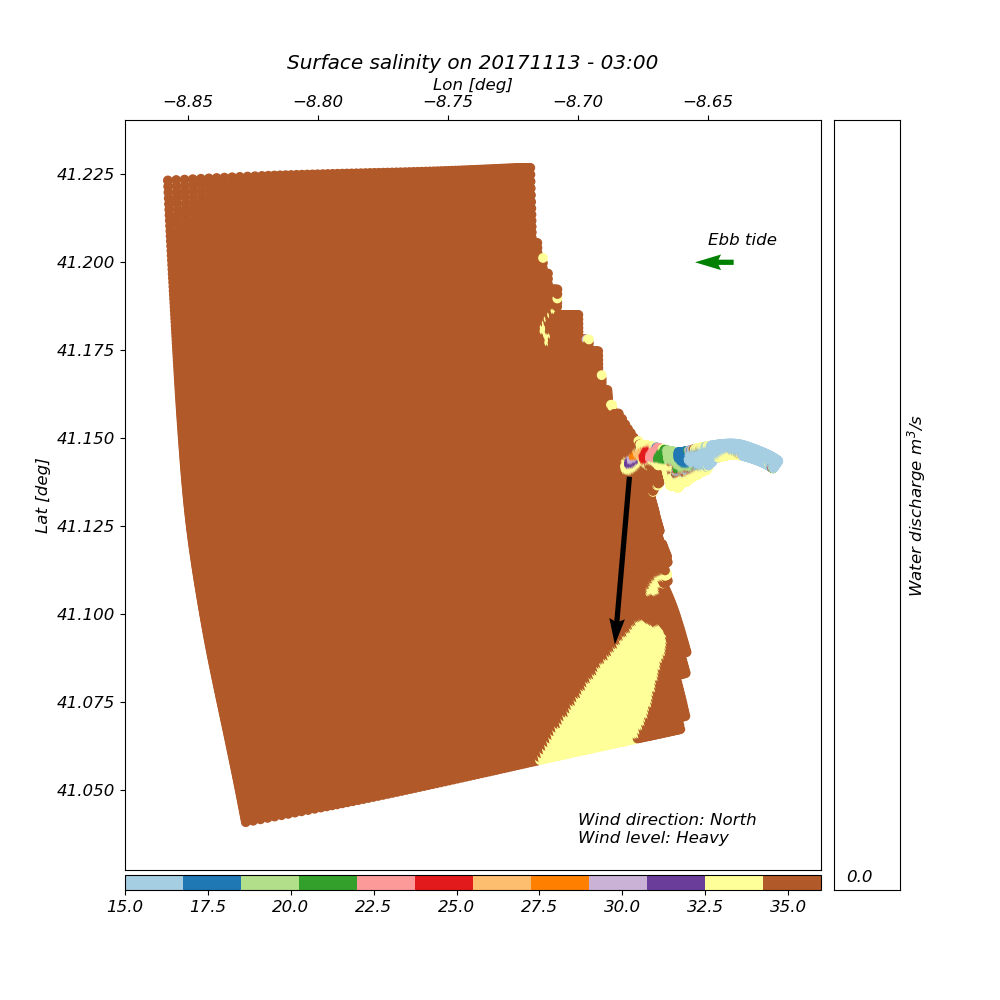 Surface salinity on 20171113 - 03:00
Lon [deg]
−8.85 −8.80 −8.75 −8.70 −8.65
41.225
41.200
41.175
41.150
41.125
41.100
41.075
41.050
Lat [deg]
Ebb tide
Wind direction: North
Wind level: Heavy
15.0 17.5 20.0 22.5 25.0 27.5 30.0 32.5 35.0
0.0
Water discharge m³/s